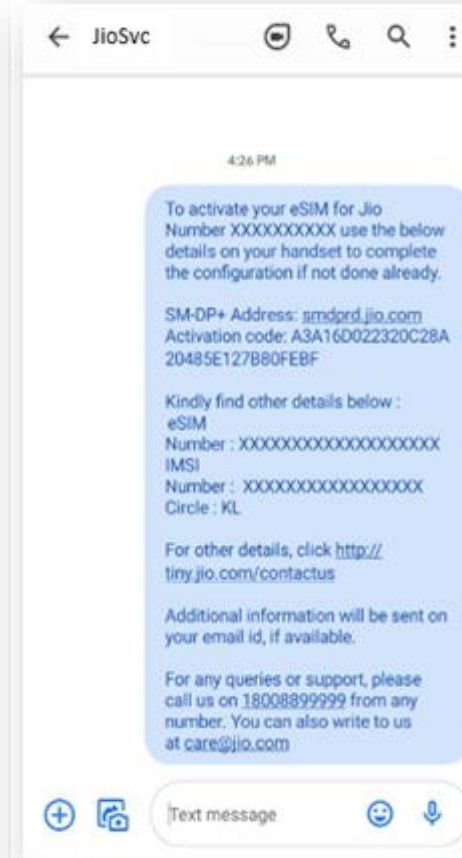 JioSvc
4:26 PM
To activate your eSIM for Jio
Number XXXXXXXXXX use the below
details on your handset to complete
the configuration if not done already.
SM-DP+ Address: smdprd.jio.com
Activation code: A3A16D022320C28A
20485E127B80FEBF
Kindly find other details below :
eSIM
Number : XXXXXXXXXXXXXXXXXXX
IMSI
Number : XXXXXXXXXXXXXXXXX
Circle : KL
For other details, click http://
tiny.jio.com/contactus
Additional information will be sent on
your email id, if available.
For any queries or support, please
call us on 18008899999 from any
number. You can also write to us
at care@jio.com
Text message